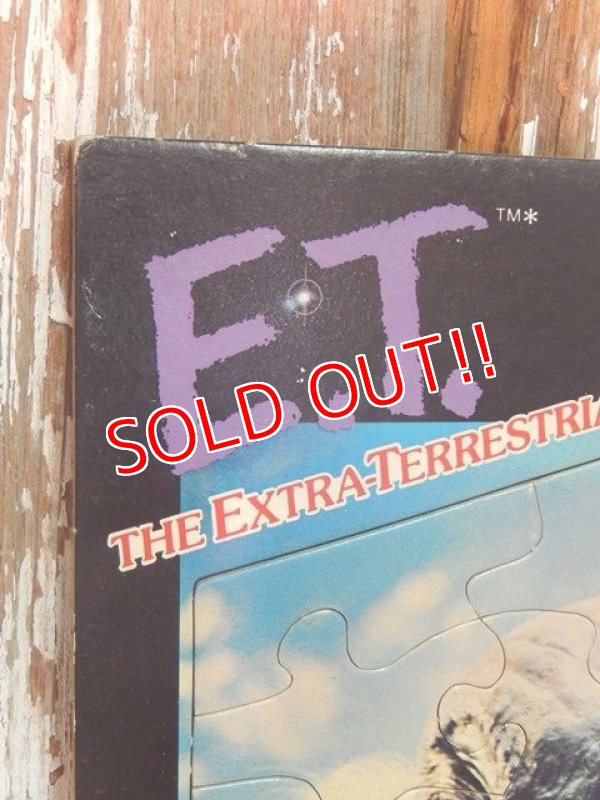 E.T.
TM*
SOLD OUT!!
THE EXTRA-TERRESTRIA